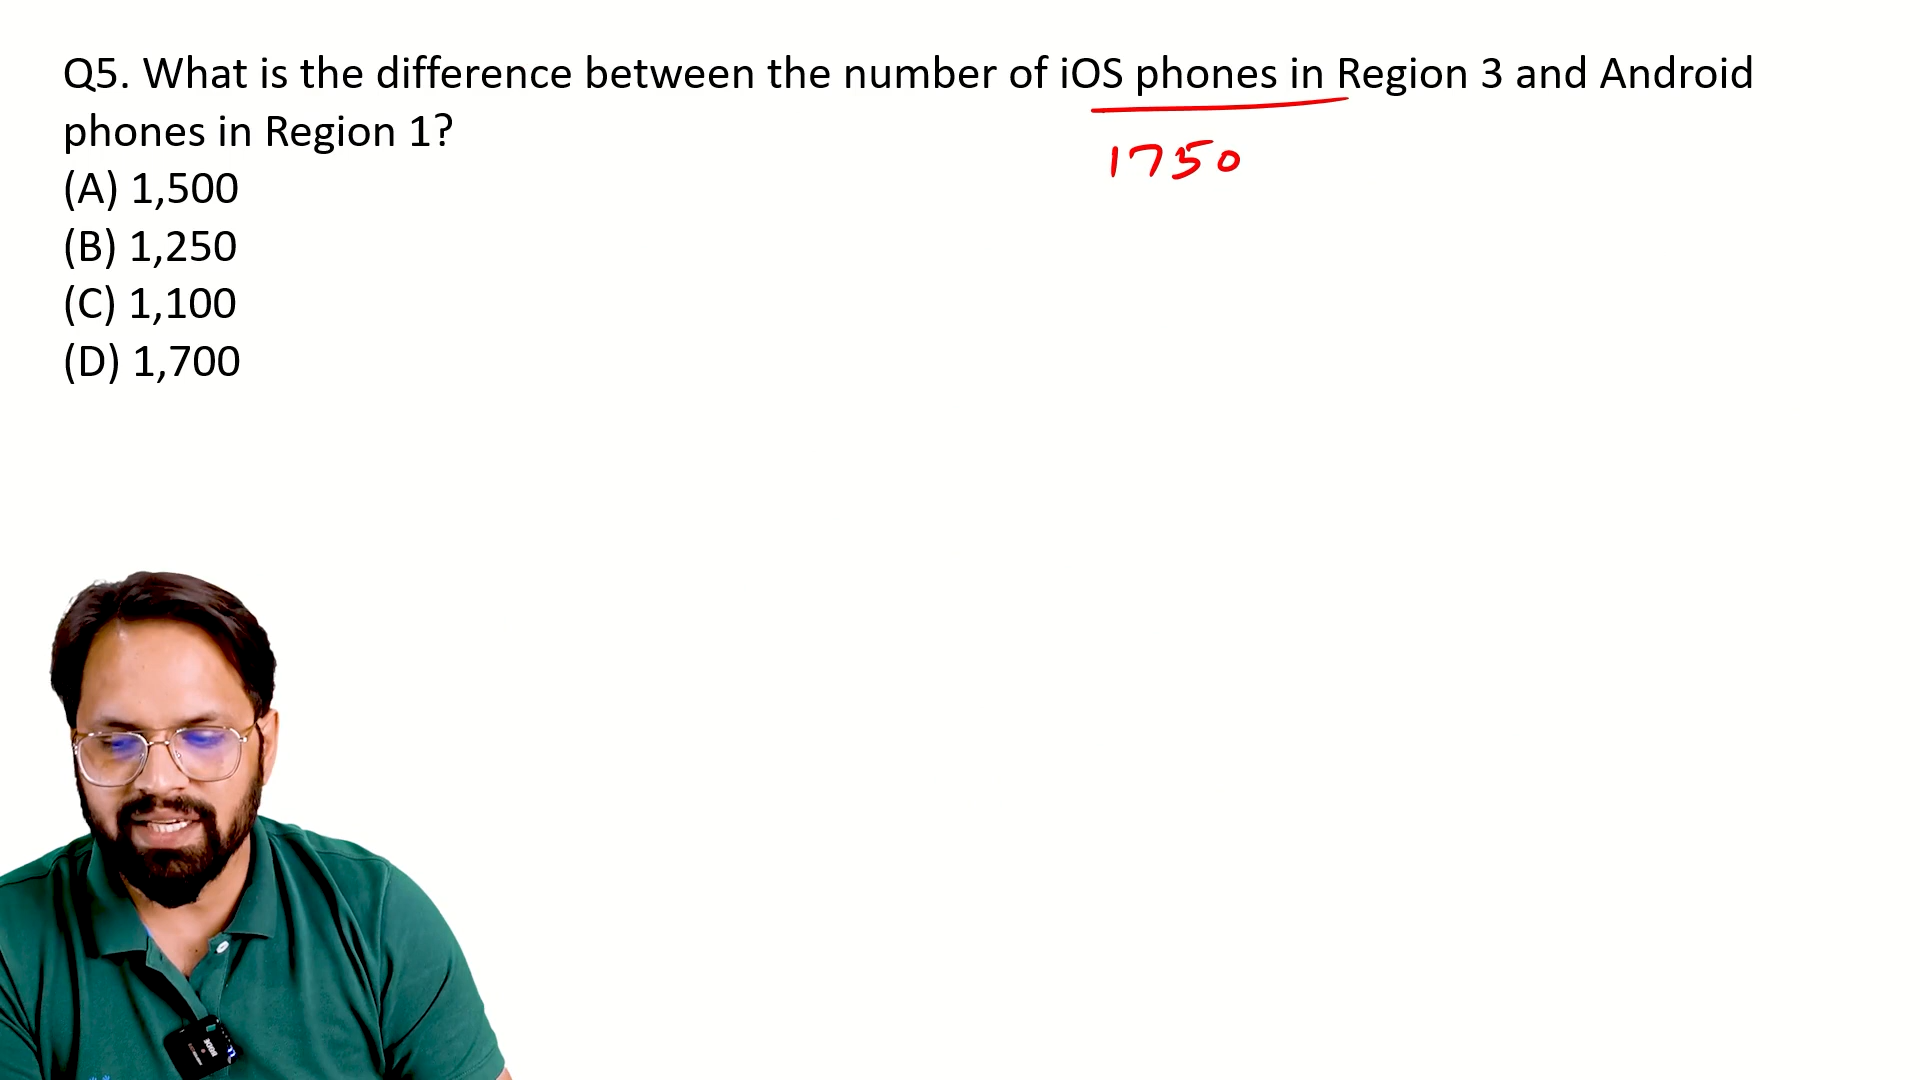 Q5. What is the difference between the number of iOS phones in Region 3 and Android
phones in Region 1?
1750
(A) 1,500
(B) 1,250
(C) 1,100
(D) 1,700